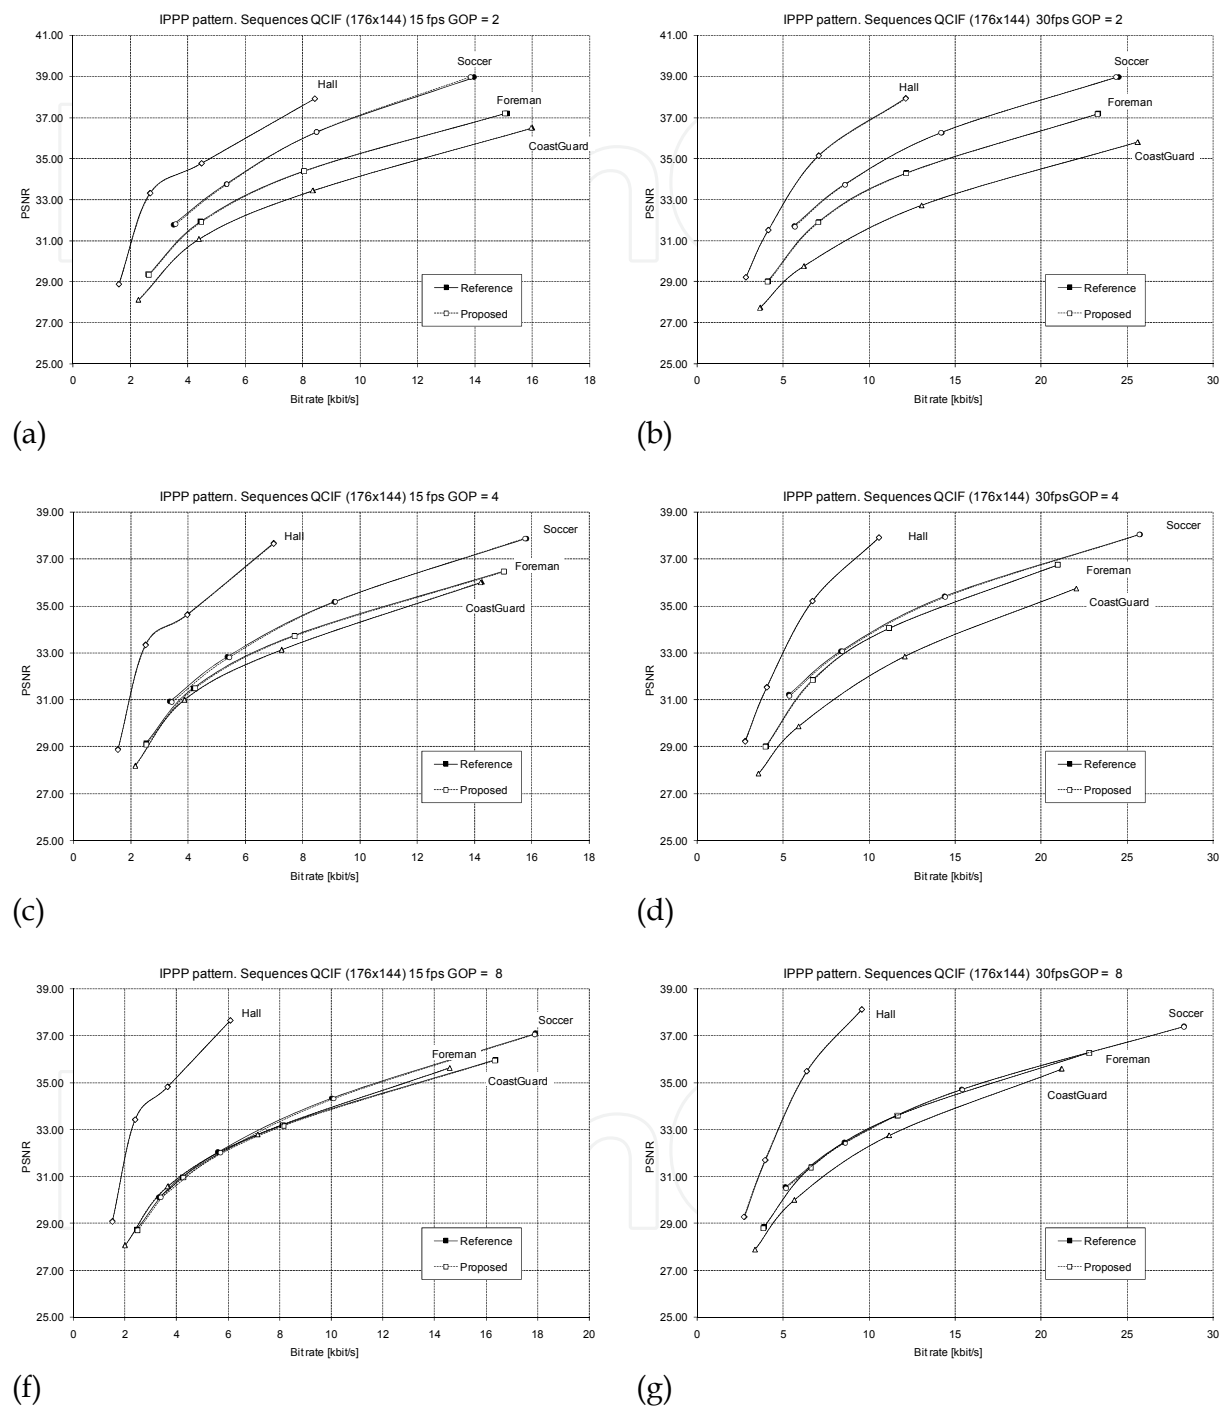 IPPP pattern. Sequences QCIF (176x144) 15 fps GOP = 2
41.00
39.00
37.00
35.00
33.00
31.00
29.00
27.00
25.00
PSNR
Hall
Soccer
Foreman
CoastGuard
Reference
Proposed
0 2 4 6 8 10 12 14 16 18
Bit rate [kbit/s]
(a)
IPPP pattern. Sequences QCIF (176x144) 30fps GOP = 2
41.00
39.00
37.00
35.00
33.00
31.00
29.00
27.00
25.00
PSNR
Hall
Soccer
Foreman
CoastGuard
Reference
Proposed
0 5 10 15 20 25 30
Bit rate [kbit/s]
(b)
IPPP pattern. Sequences QCIF (176x144) 15 fps GOP = 4
39.00
37.00
35.00
33.00
31.00
29.00
27.00
25.00
PSNR
Hall
Soccer
Foreman
CoastGuard
Reference
Proposed
0 2 4 6 8 10 12 14 16 18
Bit rate [kbit/s]
(c)
IPPP pattern. Sequences QCIF (176x144) 30fpsGOP = 4
39.00
37.00
35.00
33.00
31.00
29.00
27.00
25.00
PSNR
Hall
Soccer
Foreman
CoastGuard
Reference
Proposed
0 5 10 15 20 25 30
Bit rate [kbit/s]
(d)
IPPP pattern. Sequences QCIF (176x144) 15 fps GOP = 8
39.00
37.00
35.00
33.00
31.00
29.00
27.00
25.00
PSNR
Hall
Soccer
Foreman
CoastGuard
Reference
Proposed
0 2 4 6 8 10 12 14 16 18 20
Bit rate [kbit/s]
(f)
IPPP pattern. Sequences QCIF (176x144) 30fpsGOP = 8
39.00
37.00
35.00
33.00
31.00
29.00
27.00
25.00
PSNR
Hall
Soccer
Foreman
CoastGuard
Reference
Proposed
0 5 10 15 20 25 30
Bit rate [kbit/s]
(g)